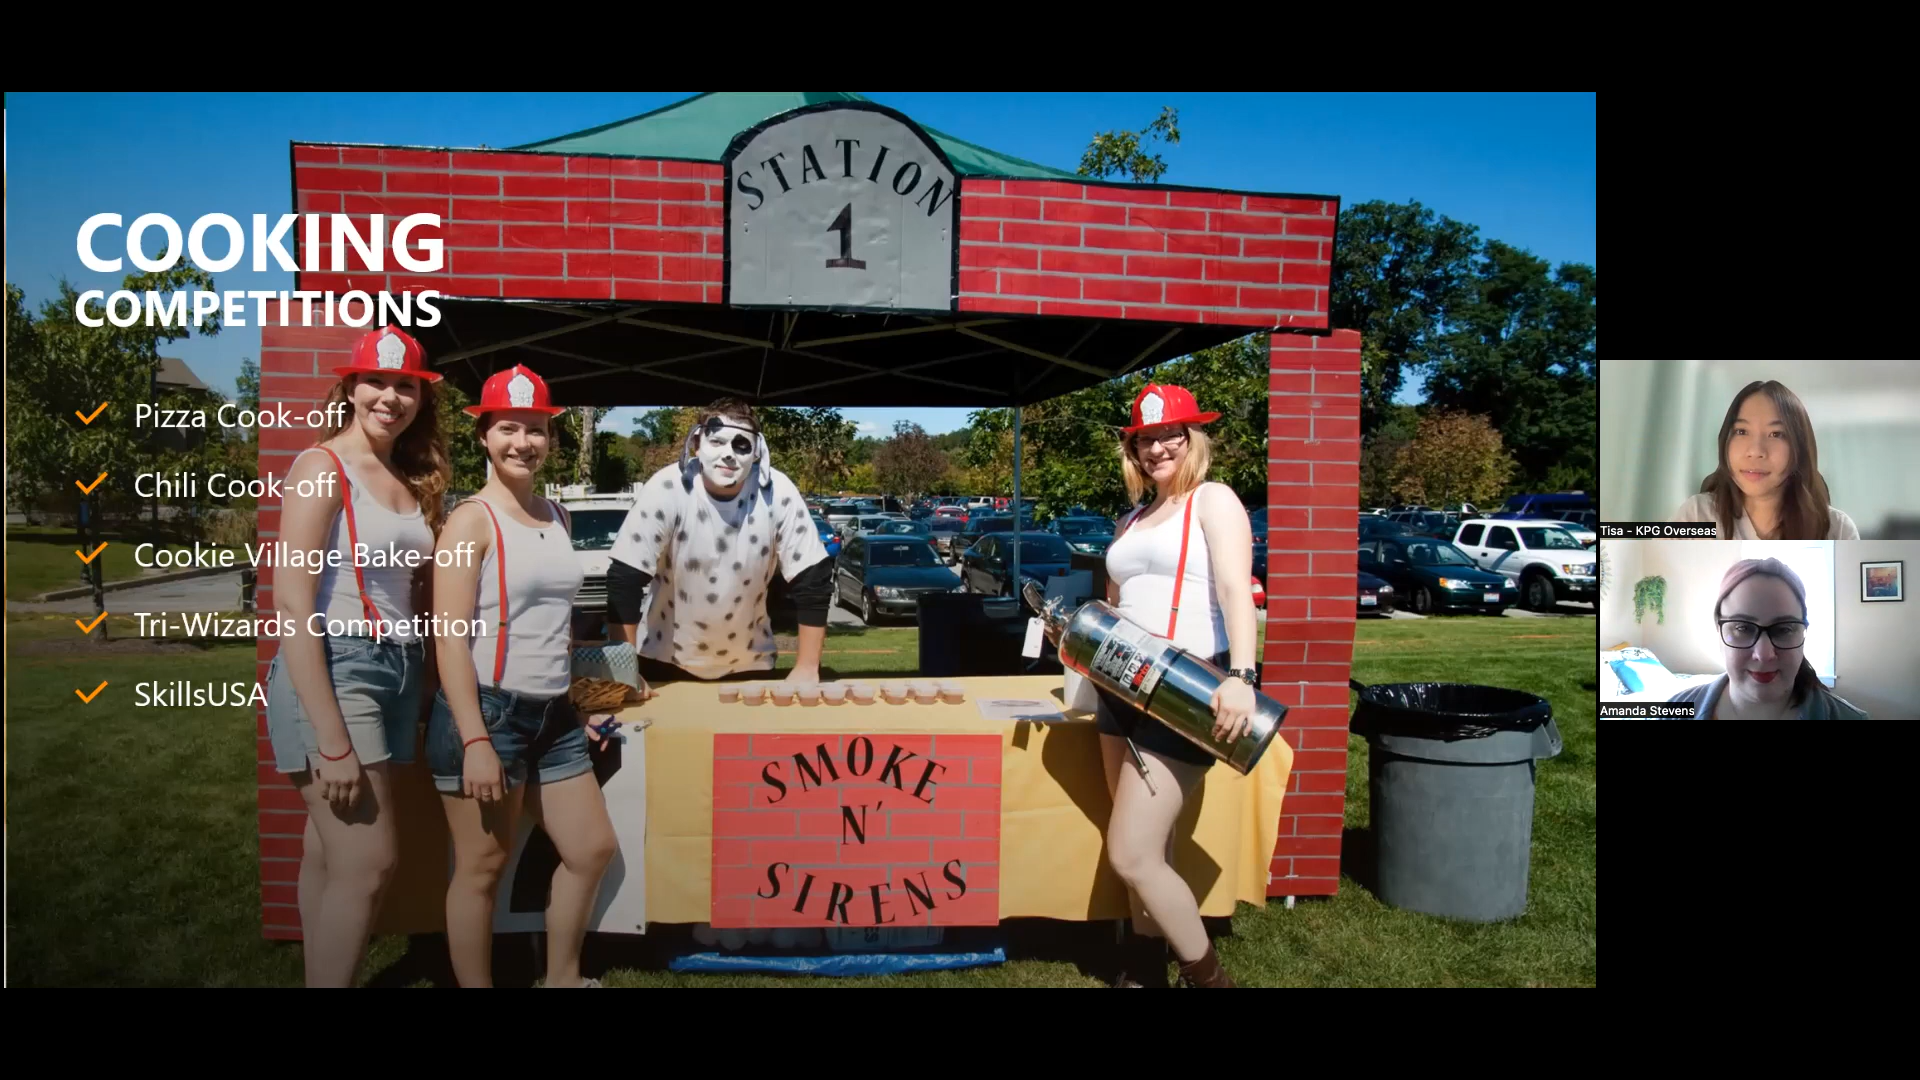 COOKING
COMPETITIONS
Pizza Cook-off
Chili Cook-off
Cookie Village Bake-off
Tri-Wizards Competition
SkillsUSA
STATION
1
SMOKE
N'
SIRENS
Tisa - KPG Overseas
Amanda Stevens